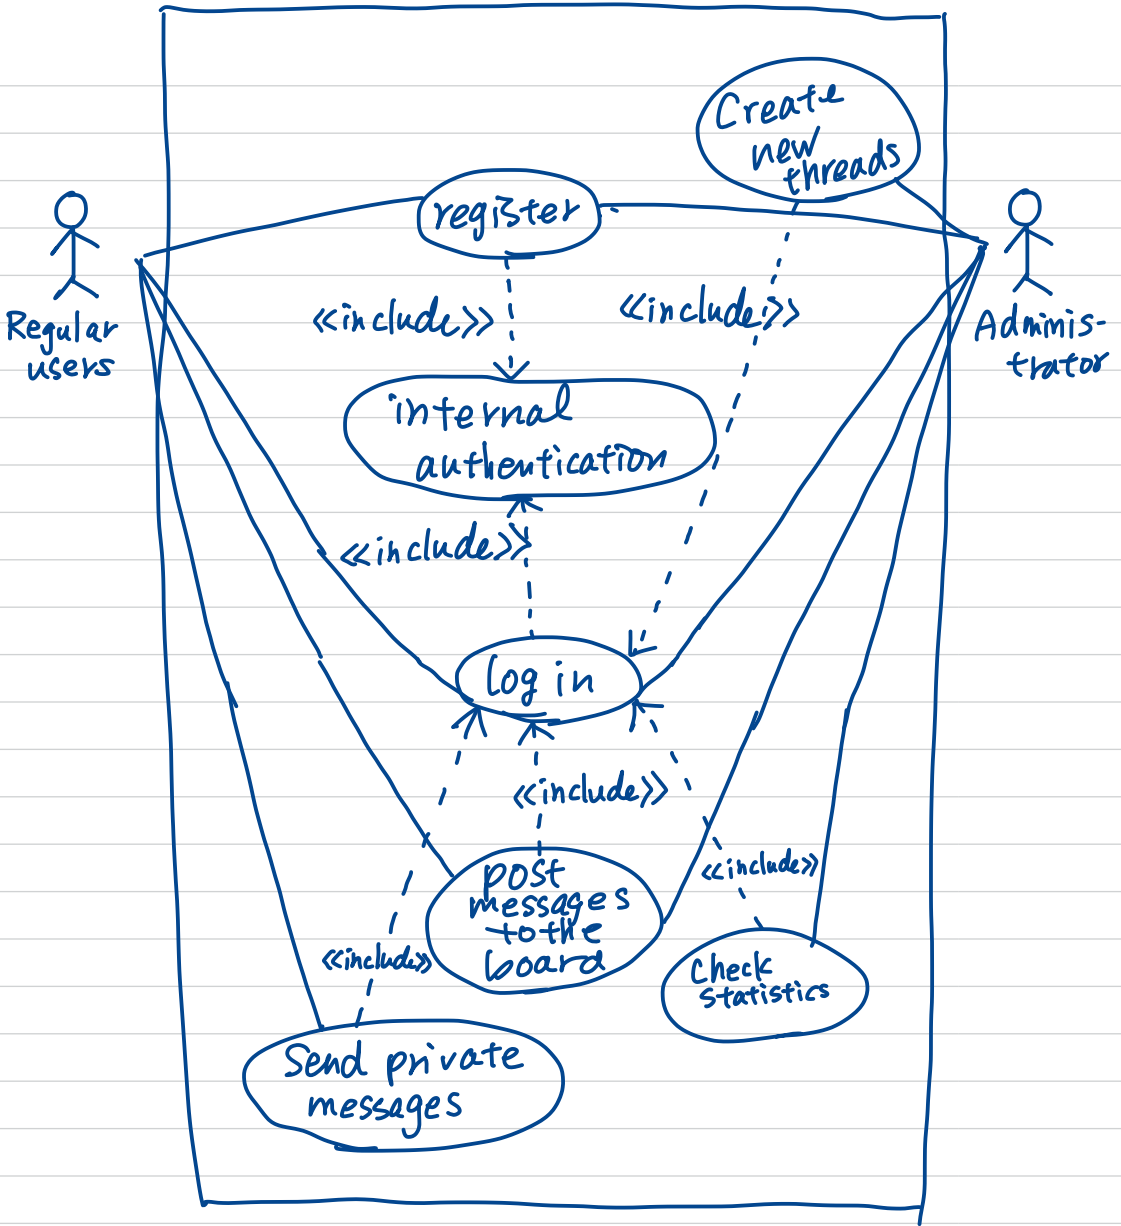 Create
new
threads
register
Regular
users
Adminis-
trator
<<include>>
<<include>>
internal
authentication
<<include>>
log in
<<include>>
post
messages
to the
board
<<include>>
<<include>>
Check
statistics
Send private
messages